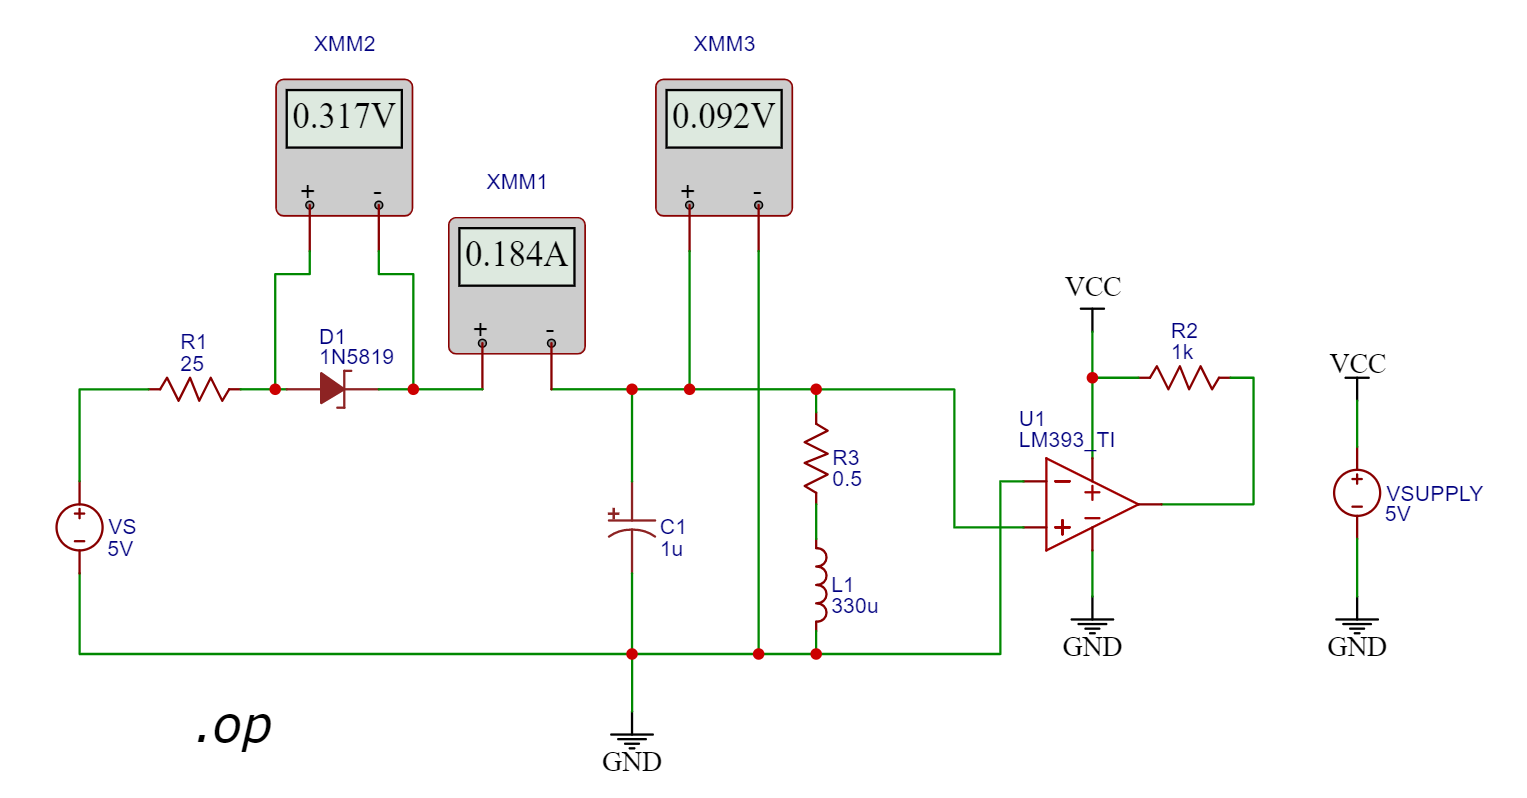 XMM2
XMM3
0.317V
0.092V
+ -
+ -
XMM1
0.184A
+ -
VCC
R1
25
D1
1N5819
R2
1k
VCC
U1
LM393_TI
R3
0.5
VS
5V
+
C1
1u
VSUPPLY
5V
L1
330u
GND
GND
.op
GND